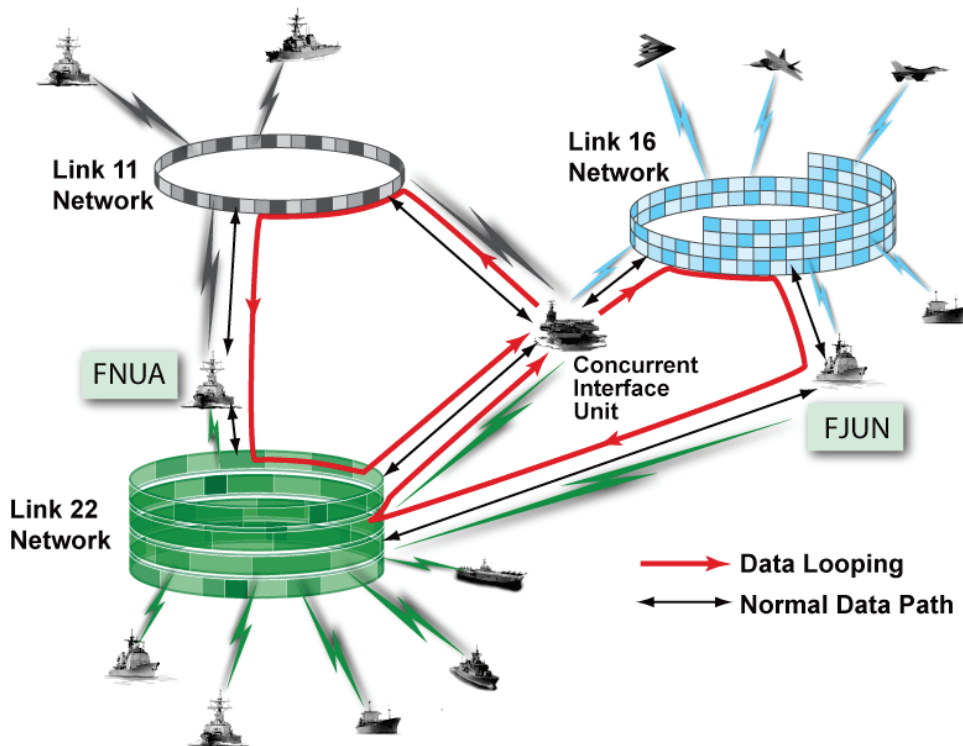 Link 11
Network
Link 16
Network
FNUA
Concurrent
Interface
Unit
FJUN
Link 22
Network
Data Looping
Normal Data Path